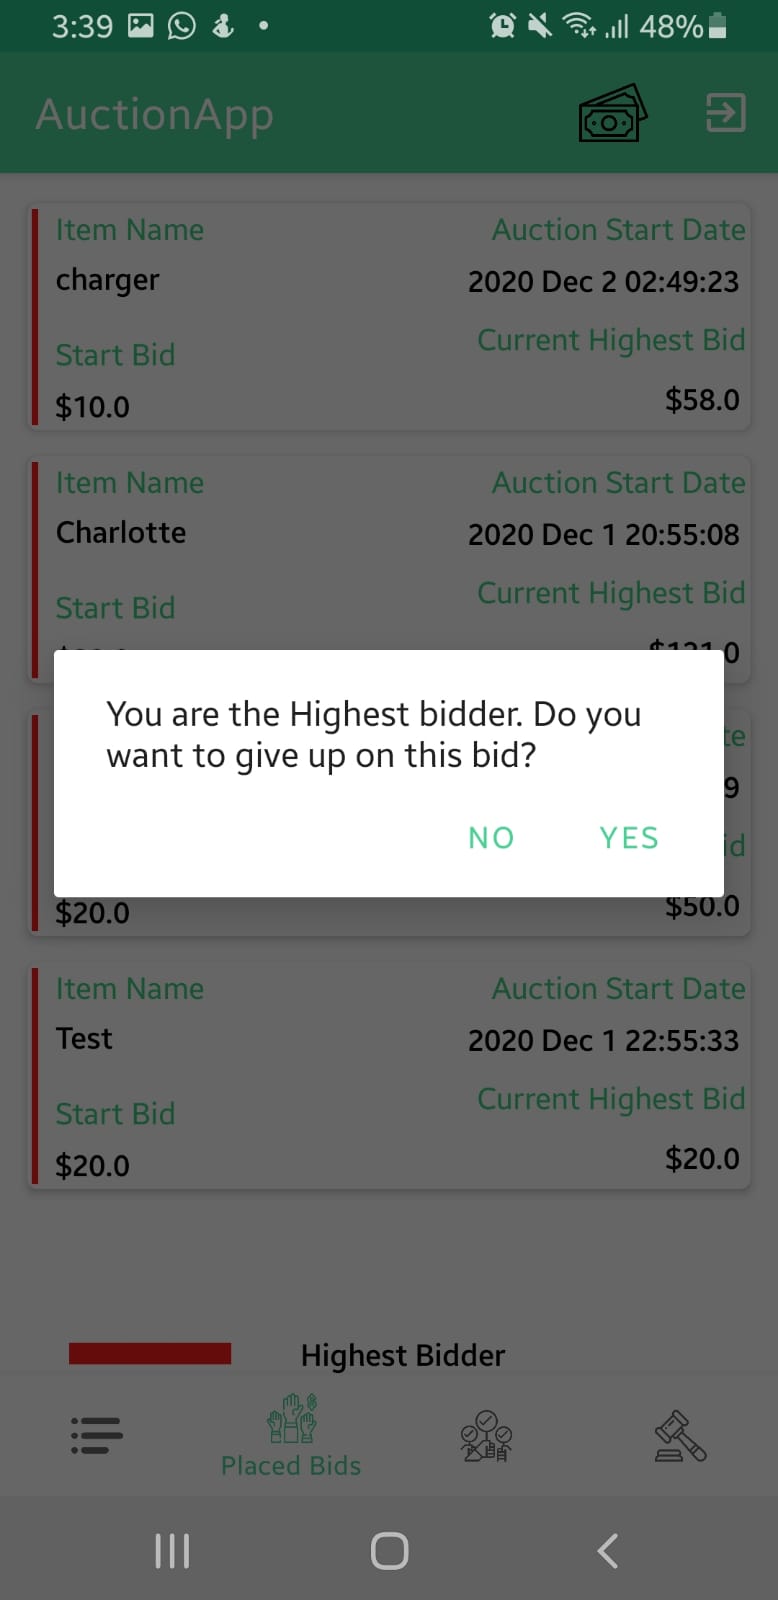 3:39 48%
AuctionApp
Item Name Auction Start Date
charger 2020 Dec 2 02:49:23
Start Bid Current Highest Bid
$10.0 $58.0
Item Name Auction Start Date
Charlotte 2020 Dec 1 20:55:08
Start Bid Current Highest Bid
You are the Highest bidder. Do you
want to give up on this bid?
NO YES
$20.0 $50.0
Item Name Auction Start Date
Test 2020 Dec 1 22:55:33
Start Bid Current Highest Bid
$20.0 $20.0
Highest Bidder
Placed Bids